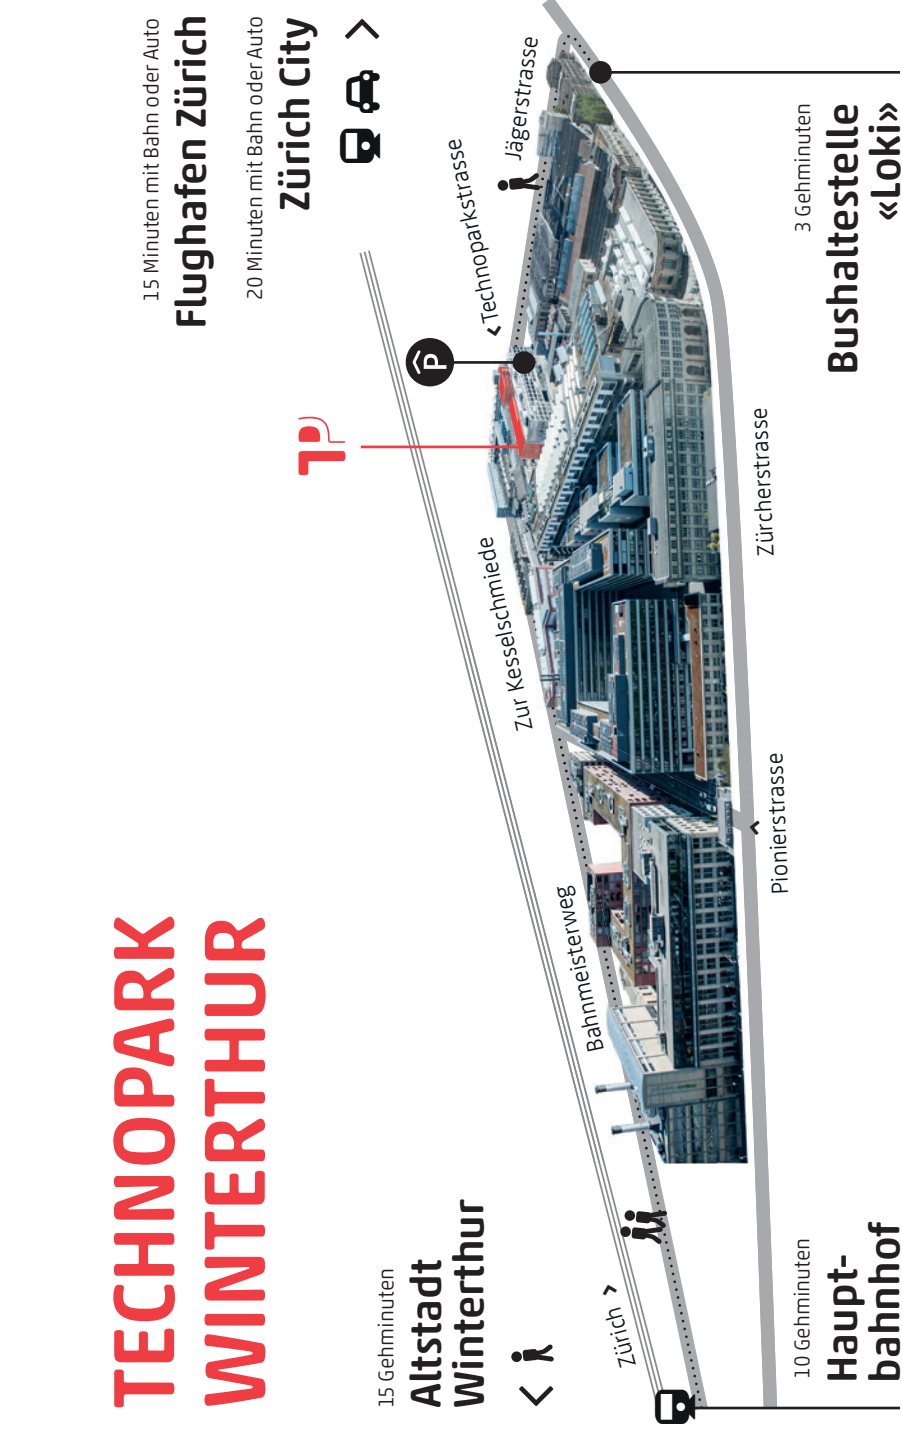 TECHNOPARK
WINTERTHUR
15 Minuten mit Bahn oder Auto
Flughafen Zürich
20 Minuten mit Bahn oder Auto
Zürich City
15 Gehminuten
Altstadt
Winterthur
P
Technoparkstrasse
Jägerstrasse
Zur Kesselschmiede
Bahnmeisterweg
Zürich
Zürcherstrasse
Pionierstrasse
10 Gehminuten
Haupt-
bahnhof
3 Gehminuten
Bushaltestelle
«Loki»